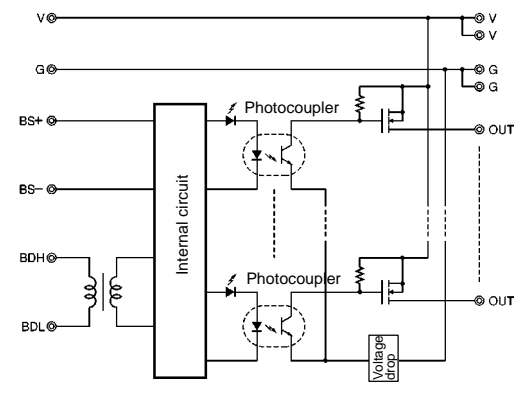 V
V
V
G
G
G
BS+
Photocoupler
OUT
BS−
Internal circuit
BDH
Photocoupler
OUT
BDL
Voltage
drop